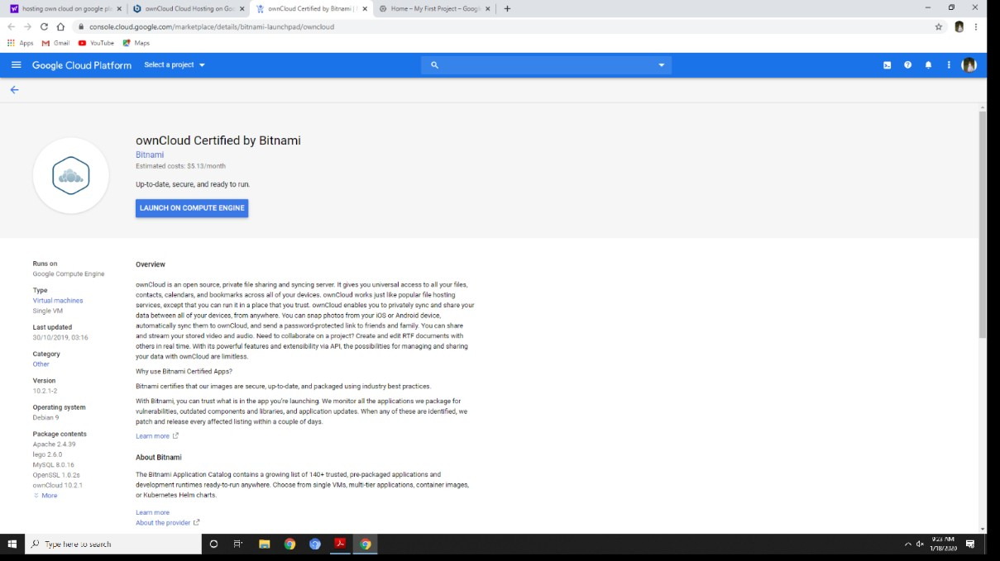 hosting own cloud on google pla
ownCloud Cloud Hosting on Goo
ownCloud Certified by Bitnami |
Home – My First Project – Googl
console.cloud.google.com/marketplace/details/bitnami-launchpad/owncloud
Apps Gmail YouTube Maps
Google Cloud Platform Select a project
ownCloud Certified by Bitnami
Bitnami
Estimated costs: $5.13/month
Up-to-date, secure, and ready to run.
LAUNCH ON COMPUTE ENGINE
Runs on
Google Compute Engine
Type
Virtual machines
Single VM
Last updated
30/10/2019, 03:16
Category
Other
Version
10.2.1-2
Operating system
Debian 9
Package contents
Apache 2.4.39
lego 2.6.0
MySQL 8.0.16
OpenSSL 1.0.2s
ownCloud 10.2.1
More
Overview
ownCloud is an open source, private file sharing and syncing server. It gives you universal access to all your files,
contacts, calendars, and bookmarks across all of your devices. ownCloud works just like popular file hosting
services, except that you can run it in a place that you trust. ownCloud enables you to privately sync and share your
data between all of your devices, from anywhere. You can snap photos from your iOS or Android device,
automatically sync them to ownCloud, and send a password-protected link to friends and family. You can share
and stream your stored video and audio. Need to collaborate on a project? Create and edit RTF documents with
others in real time. With its powerful features and extensibility via API, the possibilities for managing and sharing
your data with ownCloud are limitless.
Why use Bitnami Certified Apps?
Bitnami certifies that our images are secure, up-to-date, and packaged using industry best practices.
With Bitnami, you can trust what is in the app you're launching. We monitor all the applications we package for
vulnerabilities, outdated components and libraries, and application updates. When any of these are identified, we
patch and release every affected listing within a couple of days.
Learn more
About Bitnami
The Bitnami Application Catalog contains a growing list of 140+ trusted, pre-packaged applications and
development runtimes ready-to-run anywhere. Choose from single VMs, multi-tier applications, container images,
or Kubernetes Helm charts.
Learn more
About the provider
Type here to search
9:23 AM
1/18/2020